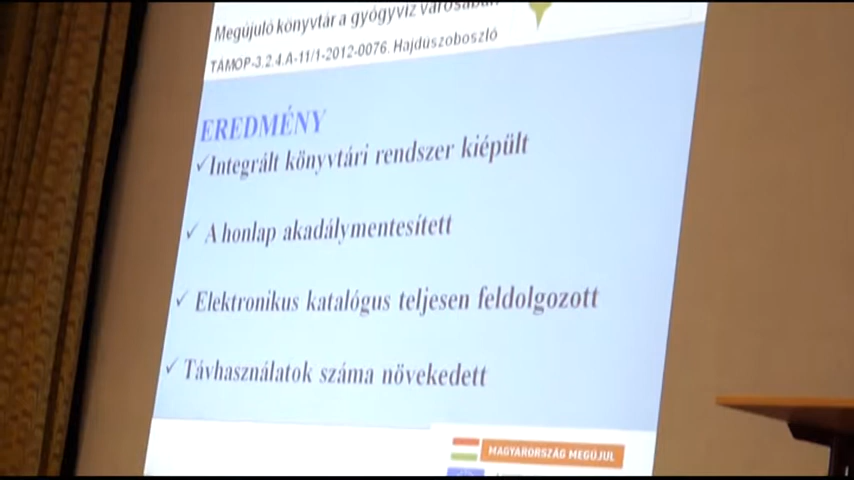 Megújuló könyvtár a gyógyvíz városában
TÁMOP-3.2.4.A-11/1-2012-0076. Hajdúszoboszló
EREDMÉNY
✓Integrált könyvtári rendszer kiépült
✓ A honlap akadálymentesített
✓ Elektronikus katalógus teljesen feldolgozott
✓ Távhasználatok száma növekedett
MAGYARORSZÁG MEGÚJUL